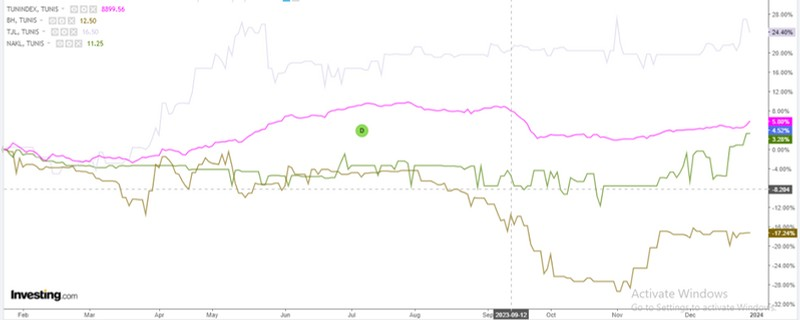 TUNINDEX, TUNIS 8899.56
BH, TUNIS 12.50
TJL, TUNIS 16.50
NAKL, TUNIS 11.25
D
28.00%
24.40%
20.00%
16.00%
12.00%
8.00%
5.88%
4.52%
3.28%
0.00%
-4.00%
-8.204
-12.00%
-17.24%
-20.00%
-24.00%
-28.00%
-32.00%
Investing.com
Activate Windows
Go to Settings to activate Windows.
Feb Mar Apr May Jun Jul Aug Sep 2023-09-12 Oct Nov Dec 2024